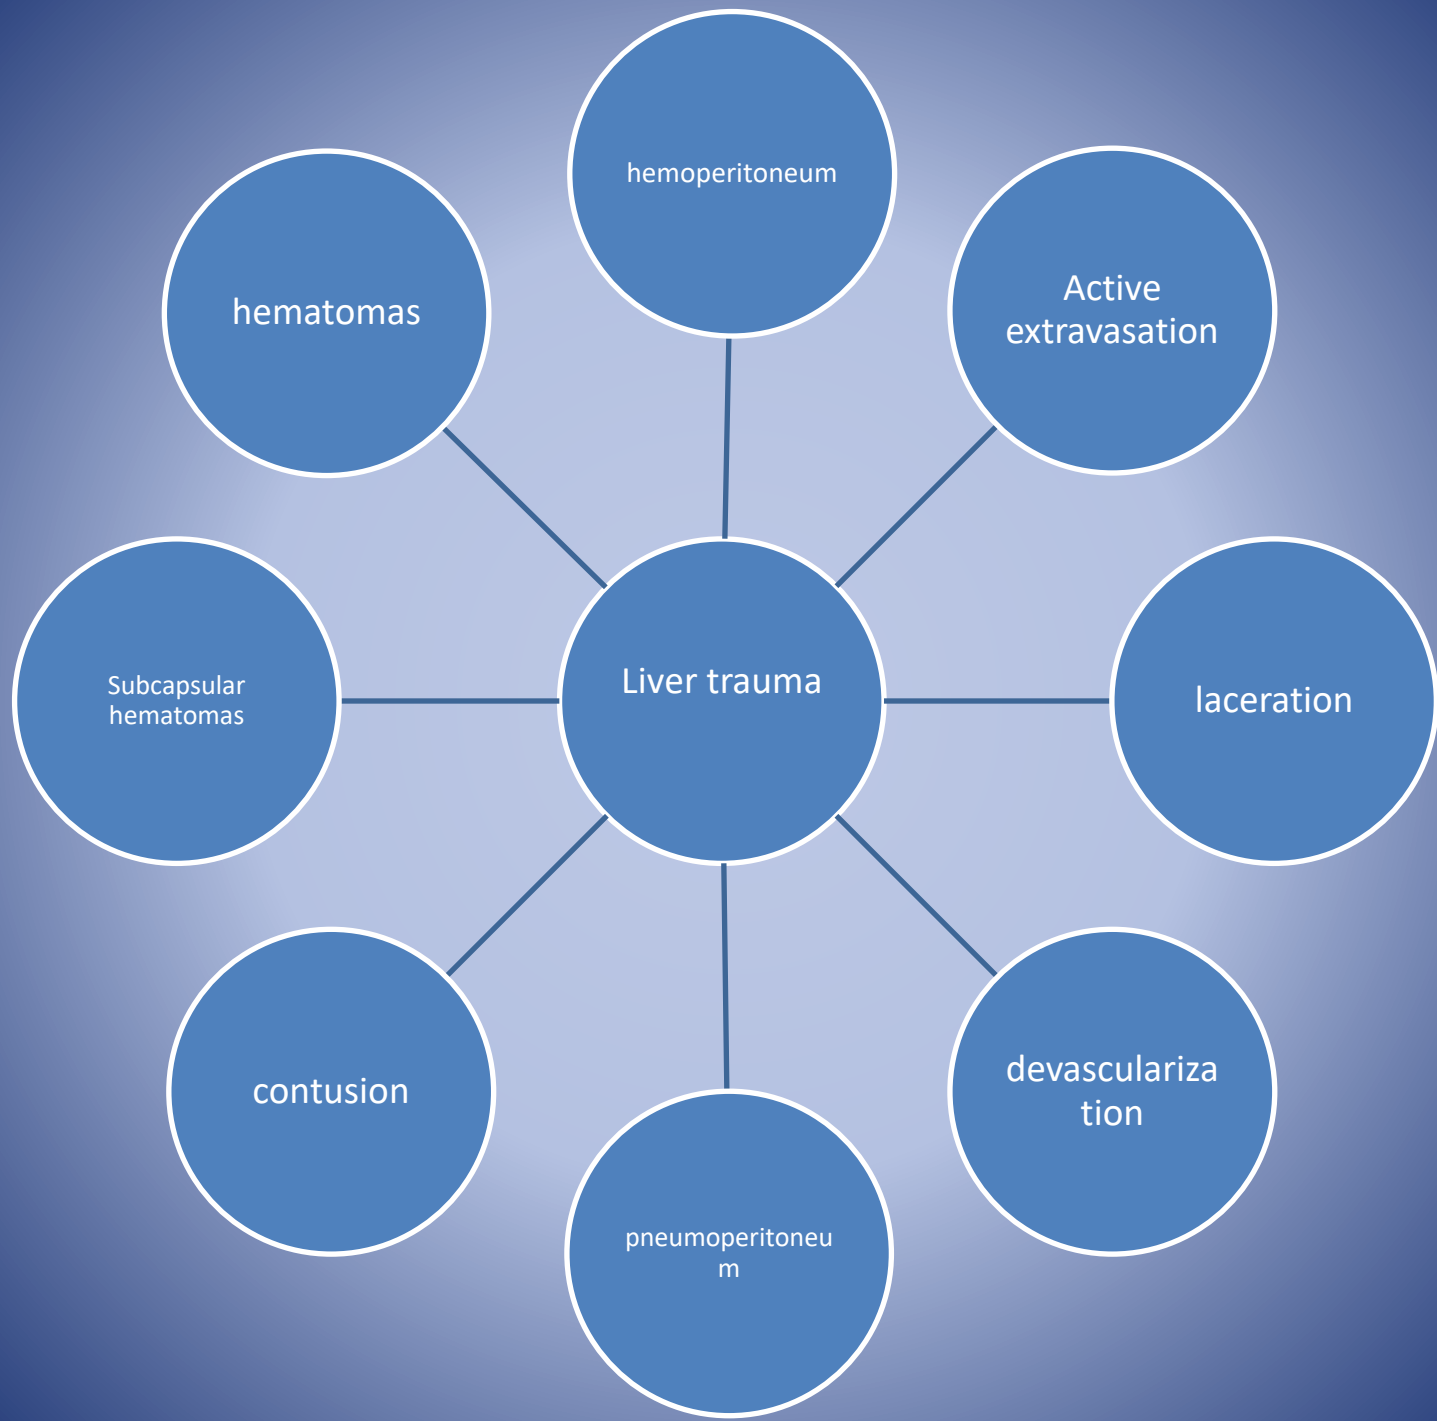 hemoperitoneum
Active
extravasation
hematomas
Liver trauma
Subcapsular
hematomas
laceration
contusion
devasculariza
tion
pneumoperitoneu
m